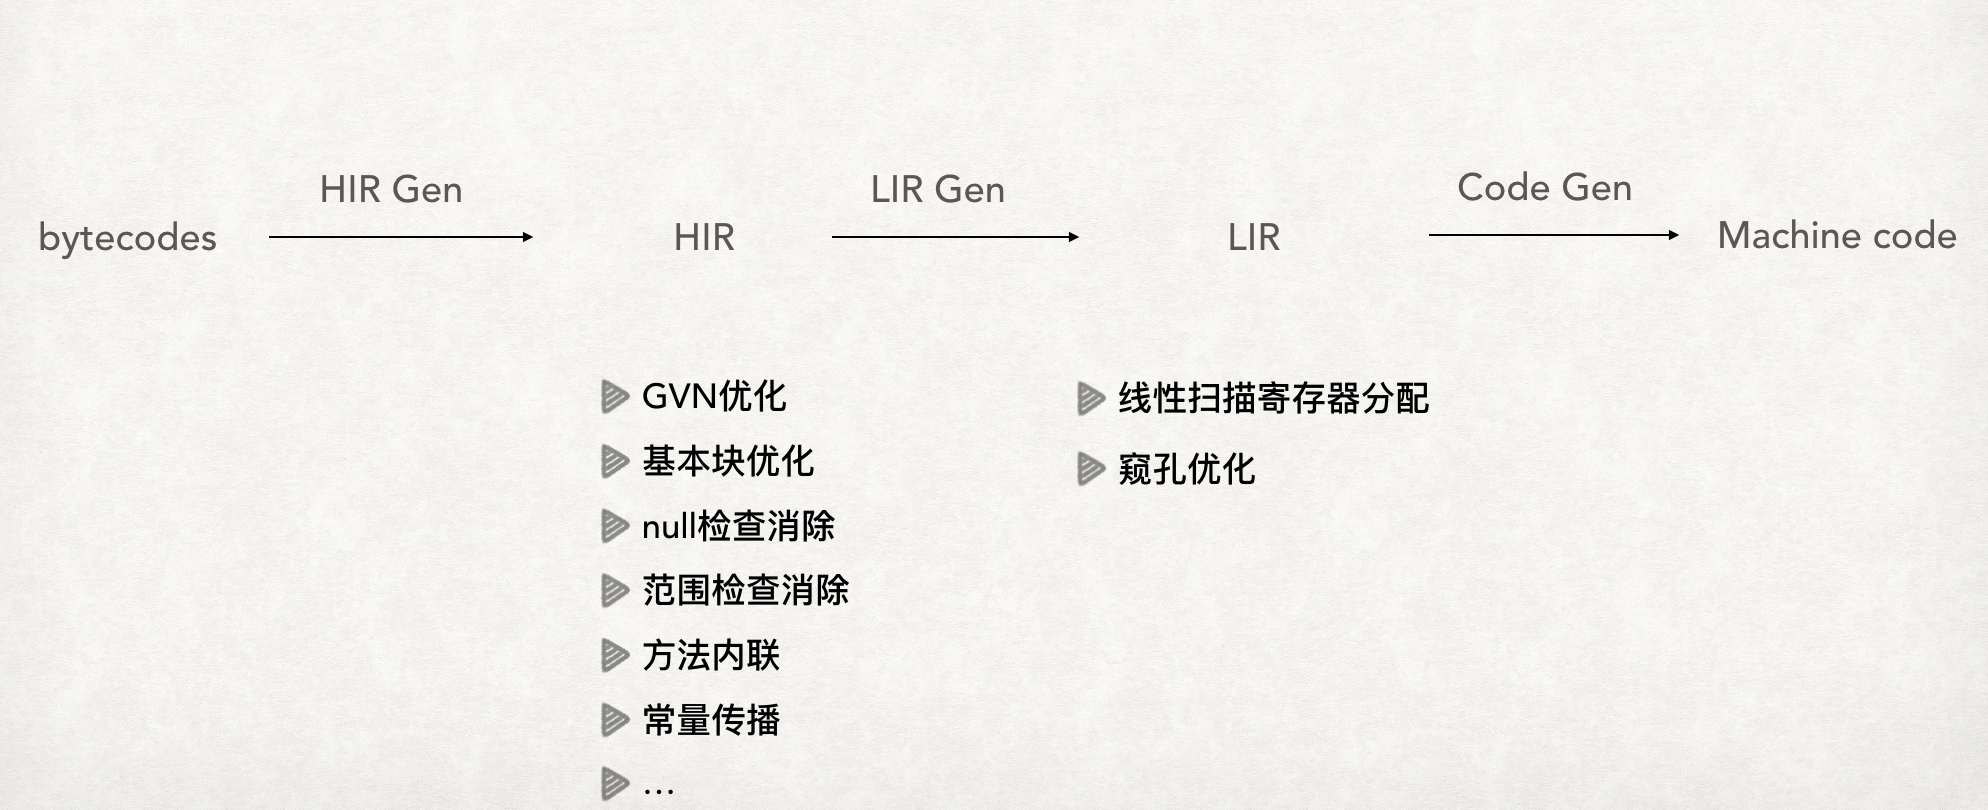 HIR Gen
LIR Gen
Code Gen
bytecodes
HIR
LIR
Machine code
GVN优化
基本块优化
null检查消除
范围检查消除
方法内联
常量传播
...
线性扫描寄存器分配
窥孔优化